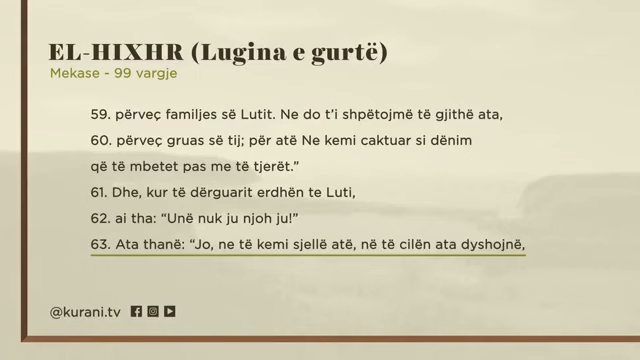 EL-HIXHR (Lugina e gurtë)
Mekase - 99 vargje
59. përveç familjes së Lutit. Ne do t’i shpëtojmë të gjithë ata,
60. përveç gruas së tij; për atë Ne kemi caktuar si dënim
që të mbetet pas me të tjerët.”
61. Dhe, kur të dërguarit erdhën te Luti,
62. ai tha: “Unë nuk ju njoh ju!”
63. Ata thanë: “Jo, ne të kemi sjellë atë, në të cilën ata dyshojnë,
@kurani.tv